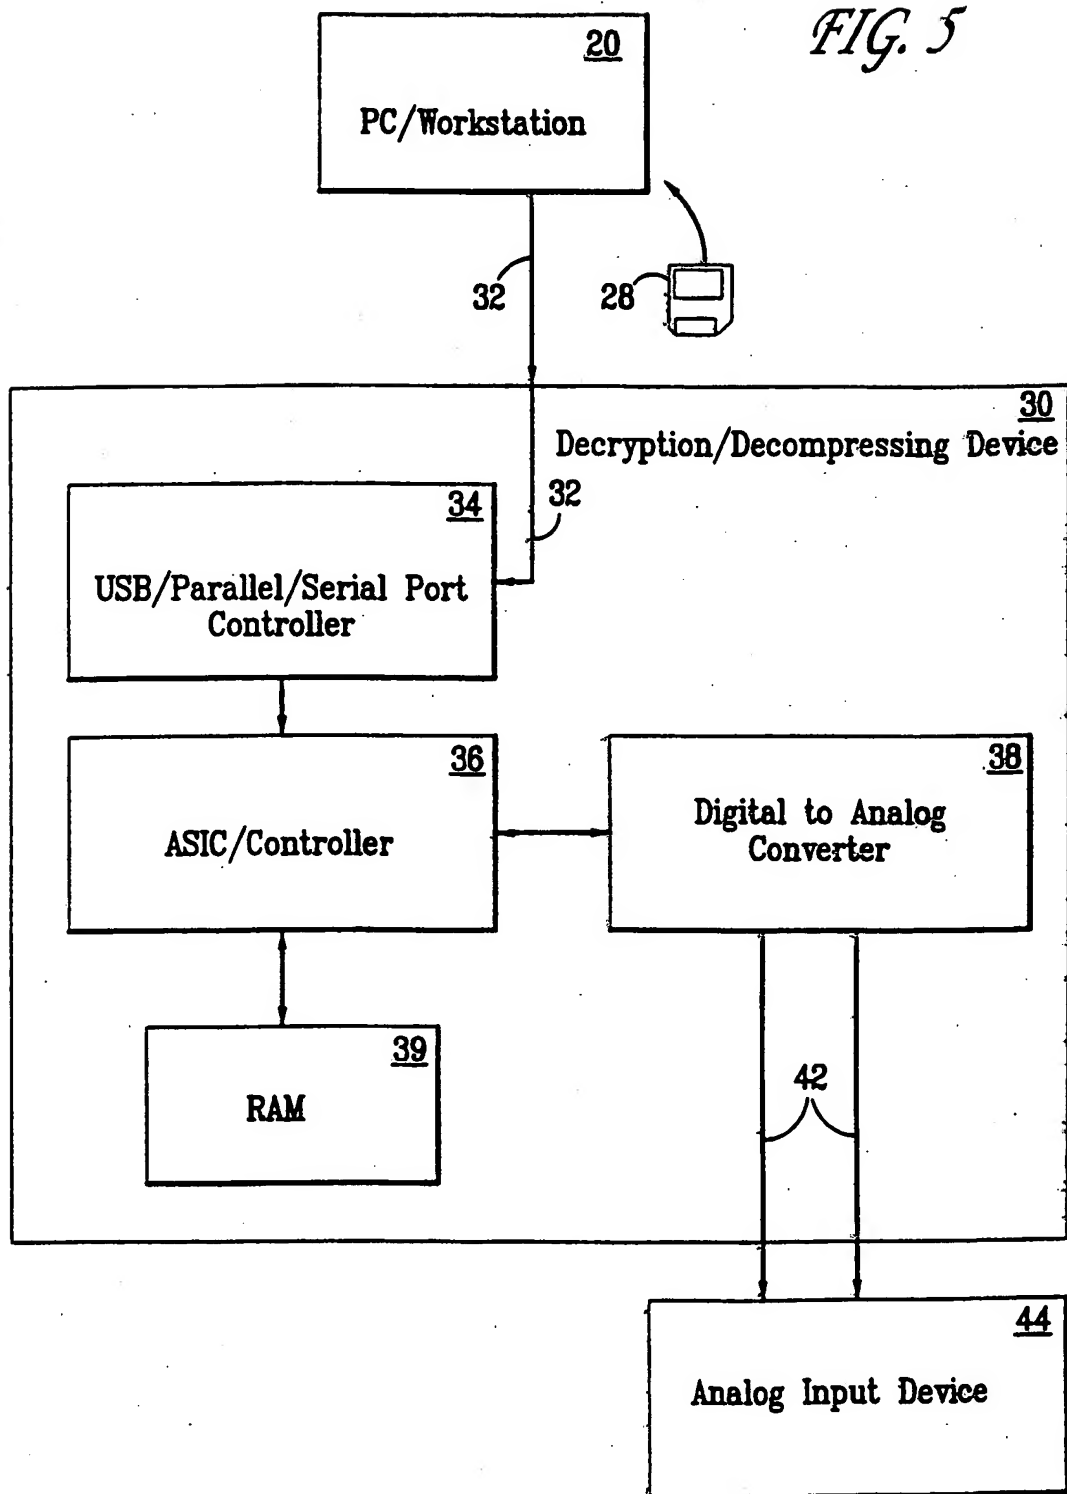 FIG. 5
20
PC/Workstation
32
28
30
Decryption/Decompressing Device
32
34
USB/Parallel/Serial Port
Controller
36
ASIC/Controller
38
Digital to Analog
Converter
39
RAM
42
44
Analog Input Device